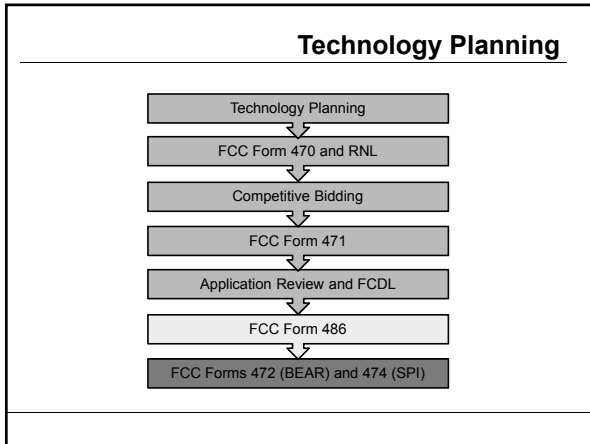 Technology Planning
Technology Planning
FCC Form 470 and RNL
Competitive Bidding
FCC Form 471
Application Review and FCDL
FCC Form 486
FCC Forms 472 (BEAR) and 474 (SPI)